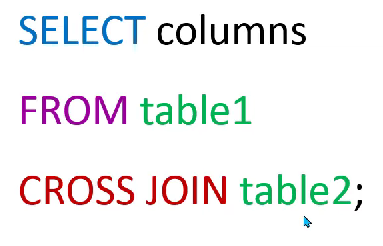 SELECT columns
FROM table1
CROSS JOIN table2;